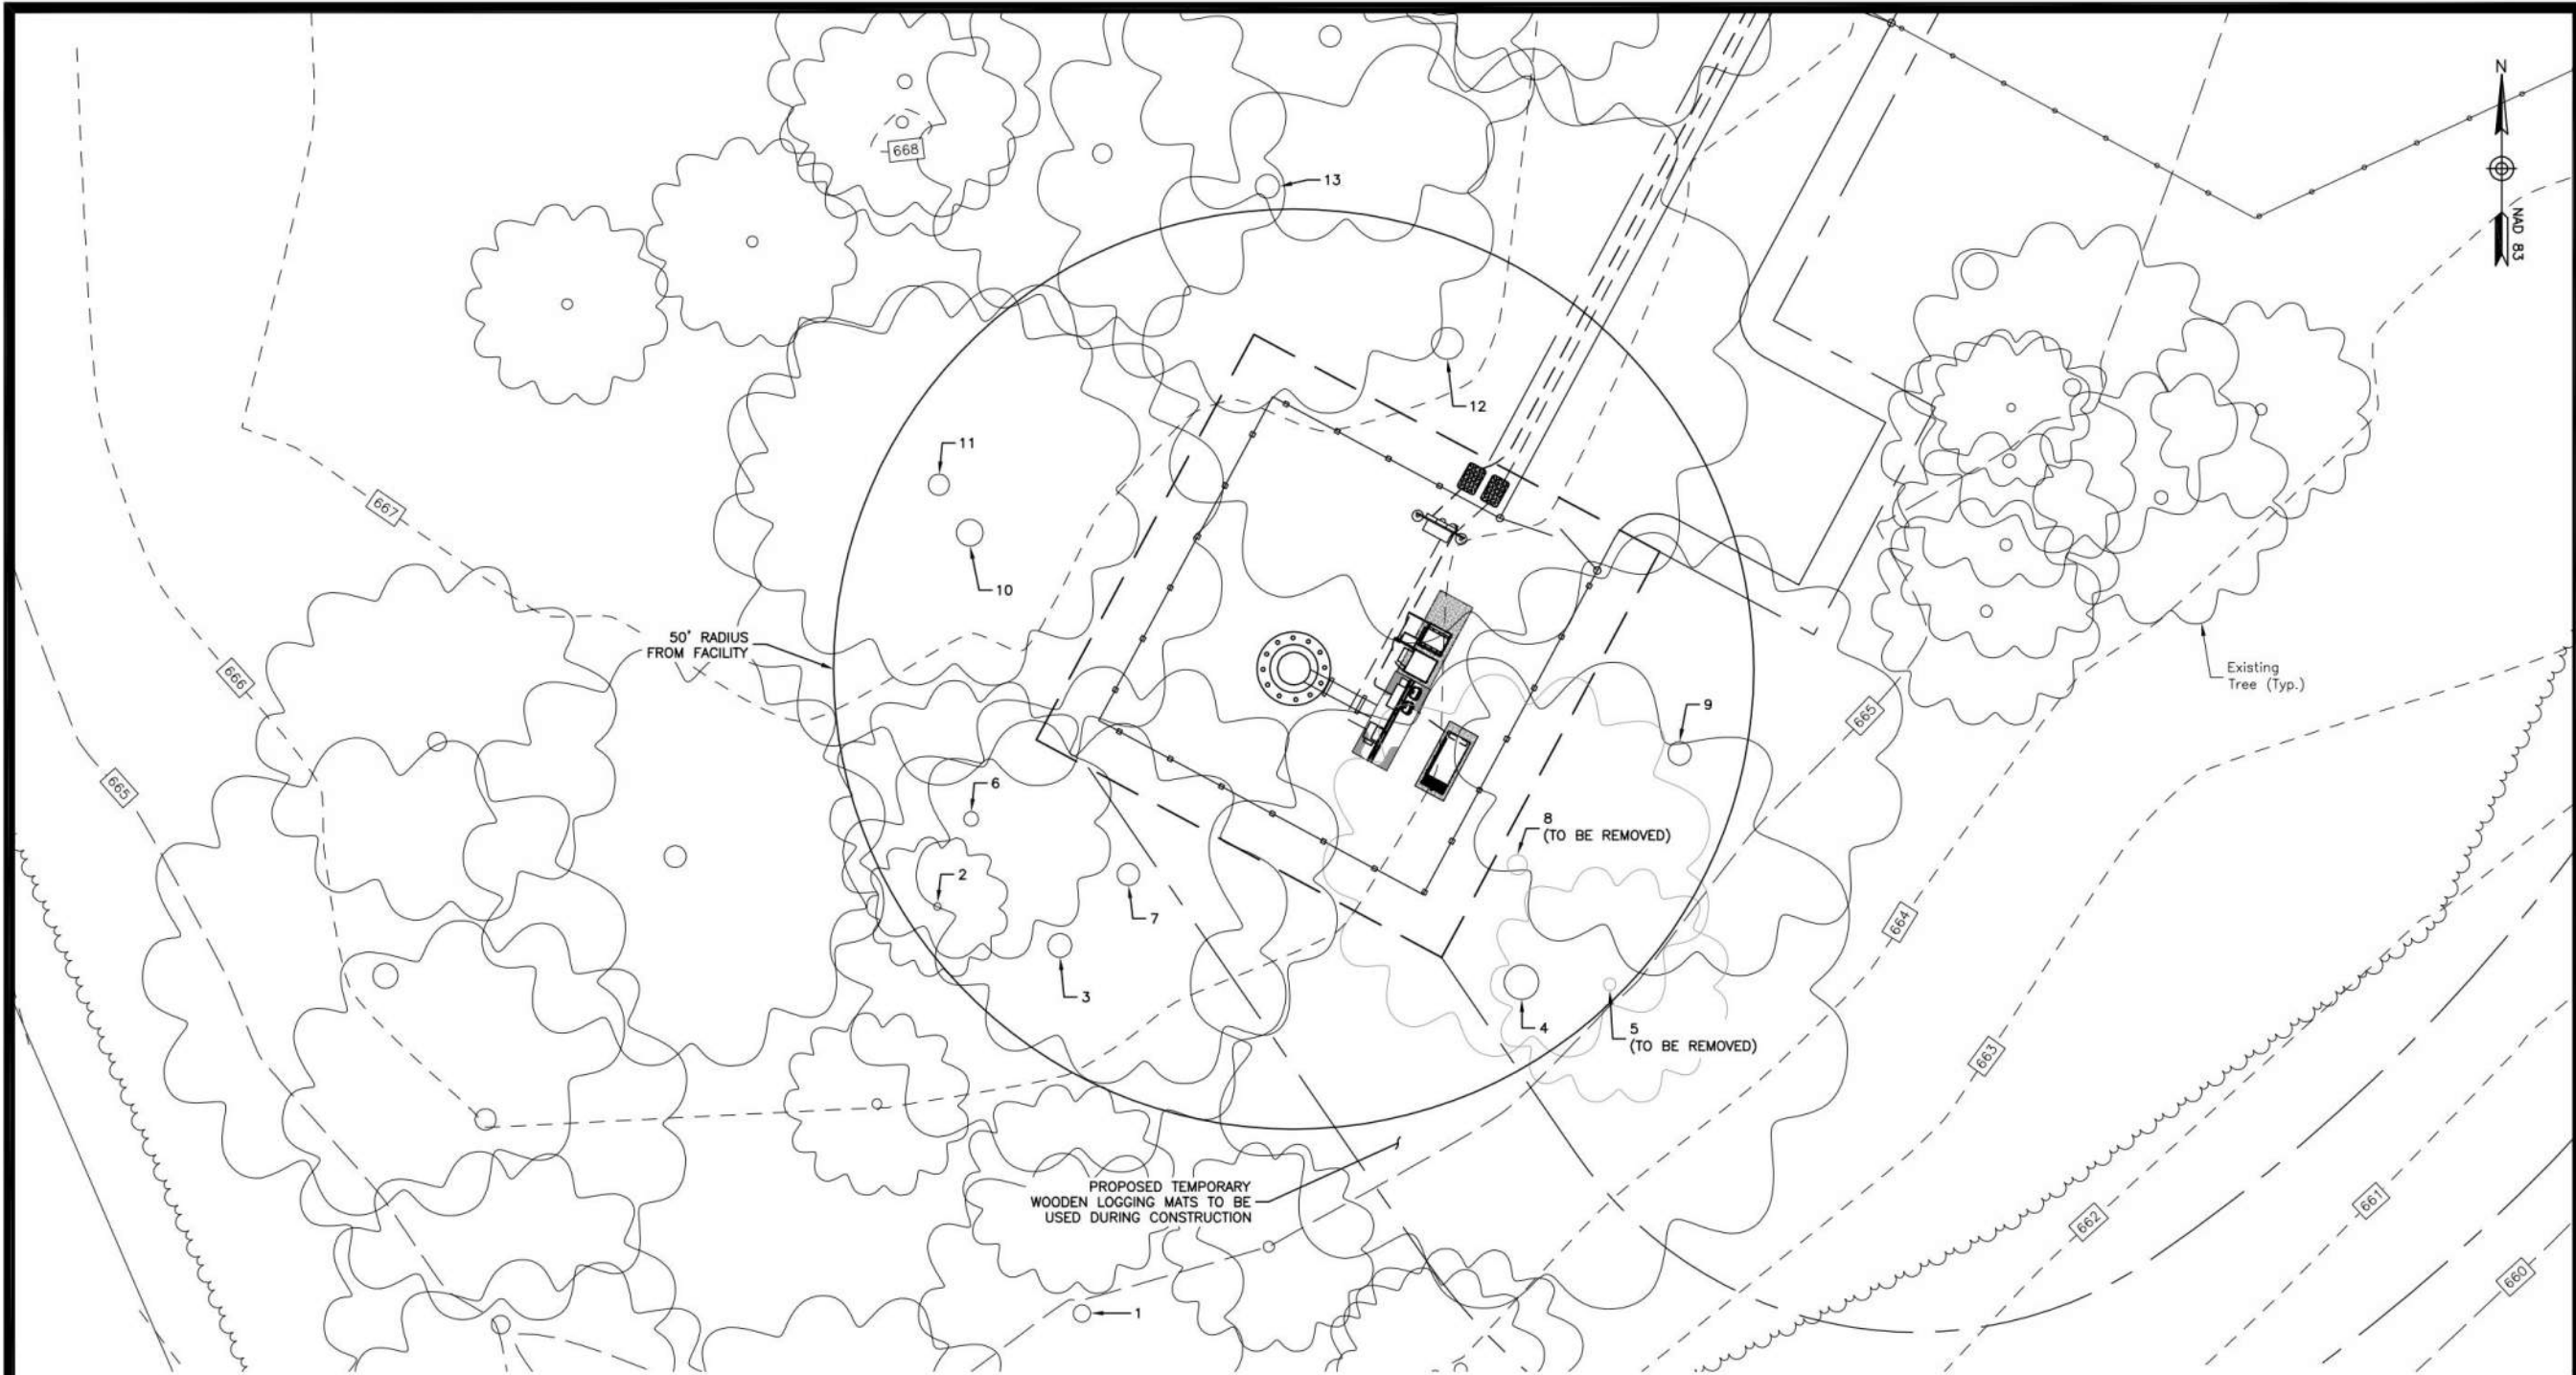 N
NAD 83
668
13
12
11
667
10
50' RADIUS
FROM FACILITY
666
Existing
Tree (Typ.)
9
665
665
6
8
(TO BE REMOVED)
2
7
664
3
4
5
(TO BE REMOVED)
663
PROPOSED TEMPORARY
WOODEN LOGGING MATS TO BE
USED DURING CONSTRUCTION
661
662
660
1